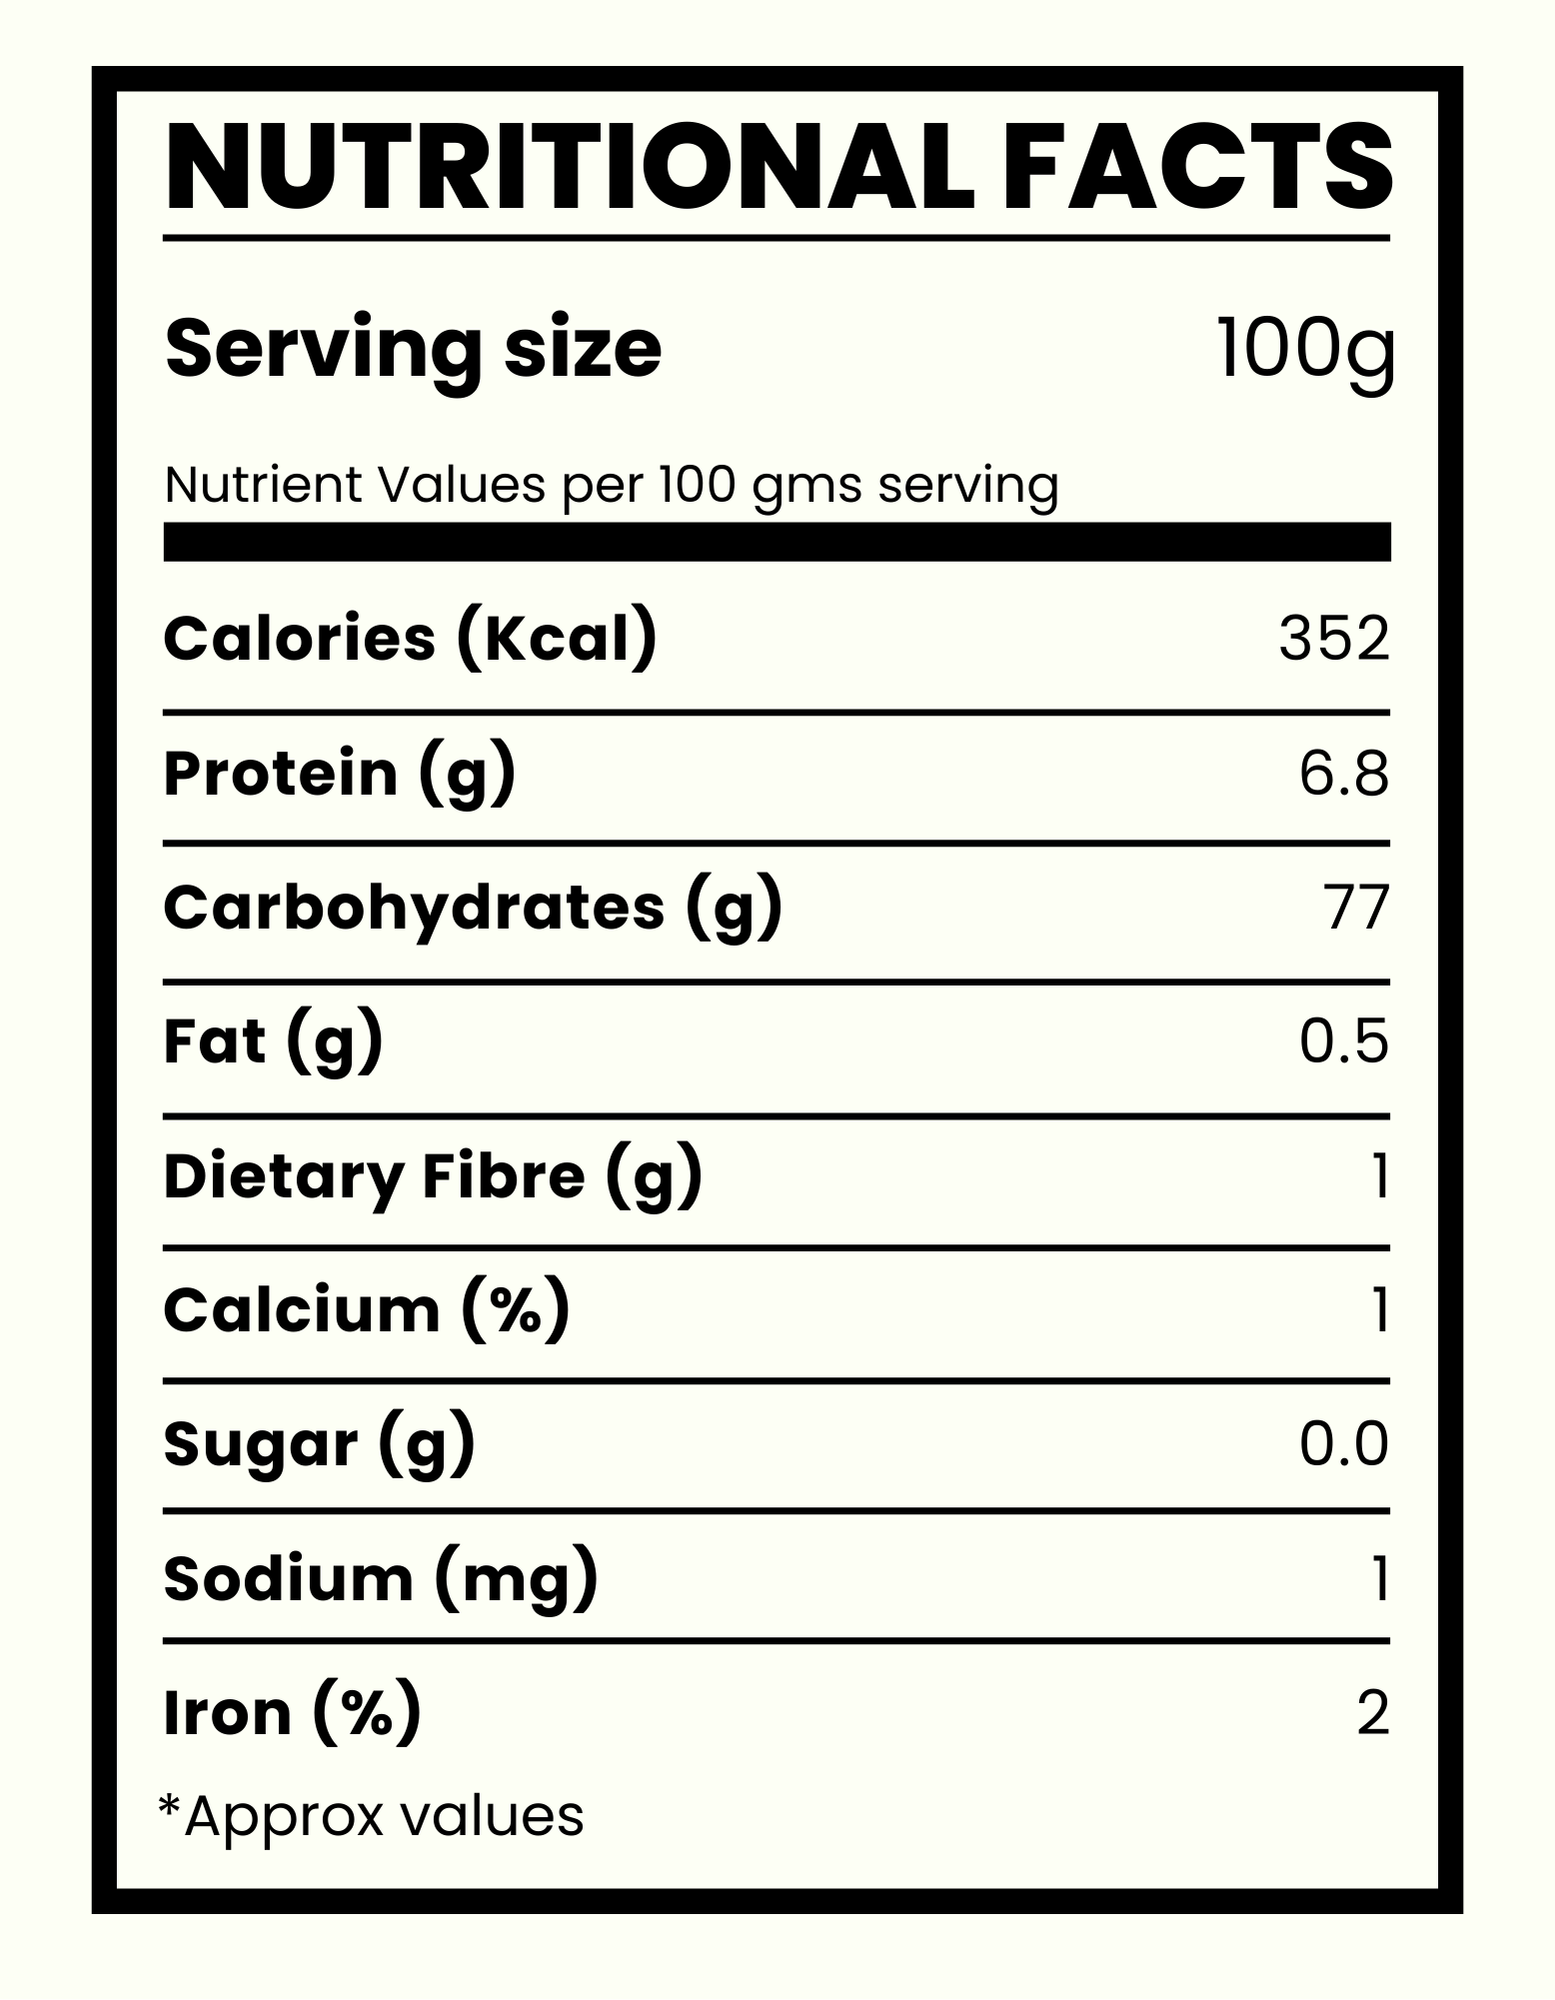 NUTRITIONAL FACTS
Serving size 100g
Nutrient Values per 100 gms serving
Calories (Kcal) 352
Protein (g) 6.8
Carbohydrates (g) 77
Fat (g) 0.5
Dietary Fibre (g) 1
Calcium (%) 1
Sugar (g) 0.0
Sodium (mg) 1
Iron (%) 2
*Approx values